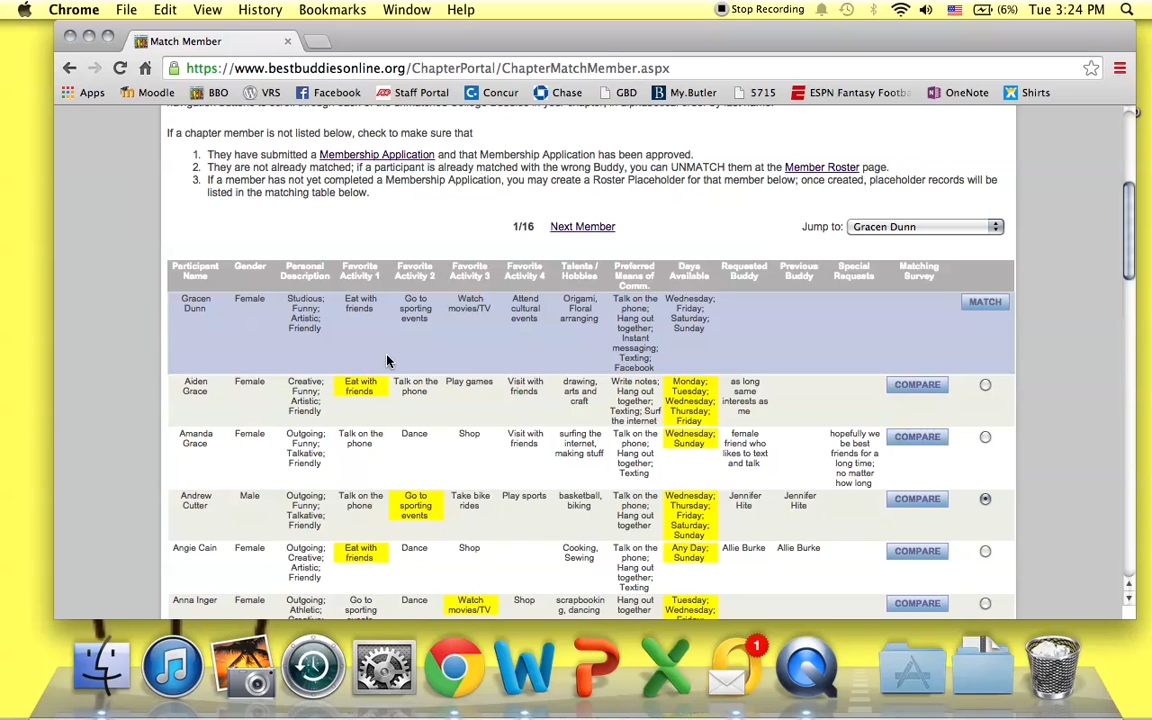 Chrome File Edit View History Bookmarks Window Help Stop Recording (6%) Tue 3:24 PM
Match Member
https://www.bestbuddiesonline.org/ChapterPortal/ChapterMatchMember.aspx
Apps Moodle BBO VRS Facebook Staff Portal Concur Chase GBD My.Butler 5715 ESPN Fantasy Footba OneNote Shirts
If a chapter member is not listed below, check to make sure that
1. They have submitted a Membership Application and that Membership Application has been approved.
2. They are not already matched; if a participant is already matched with the wrong Buddy, you can UNMATCH them at the Member Roster page.
3. If a member has not yet completed a Membership Application, you may create a Roster Placeholder for that member below; once created, placeholder records will be
listed in the matching table below.
1/16 Next Member Jump to: Gracen Dunn
Participant Name Gender Personal Description Favorite Activity 1 Favorite Activity 2 Favorite Activity 3 Favorite Activity 4 Talents / Hobbies Preferred Means of Comm. Days Available Requested Buddy Previous Buddy Special Requests Matching Survey
Gracen Dunn Female Studious; Funny; Artistic; Friendly Eat with friends Go to sporting events Watch movies/TV Attend cultural events Origami, Floral arranging Talk on the phone; Hang out together; Instant messaging; Texting; Facebook Wednesday; Friday; Saturday; Sunday MATCH
Aiden Grace Female Creative; Funny; Artistic; Friendly Eat with friends Talk on the phone Play games Visit with friends drawing, arts and craft Write notes; Hang out together; Texting; Surf the internet Monday; Tuesday; Wednesday; Thursday; Friday as long same interests as me COMPARE
Amanda Grace Female Outgoing; Funny; Talkative; Friendly Talk on the phone Dance Shop Visit with friends surfing the internet, making stuff Talk on the phone; Hang out together; Texting Wednesday; Sunday female friend who likes to text and talk hopefully we be best friends for a long time; no matter how long COMPARE
Andrew Cutter Male Outgoing; Funny; Talkative; Friendly Talk on the phone Go to sporting events Take bike rides Play sports basketball, biking Talk on the phone; Hang out together Wednesday; Thursday; Friday; Saturday; Sunday Jennifer Hite Jennifer Hite COMPARE
Angie Cain Female Outgoing; Creative; Artistic; Friendly Eat with friends Dance Shop Cooking, Sewing Talk on the phone; Hang out together; Texting Any Day; Sunday Allie Burke Allie Burke COMPARE
Anna Inger Female Outgoing; Athletic; Go to sporting Dance Watch movies/TV Shop scrapbooking, dancing Hang out together Tuesday; Wednesday; COMPARE
1